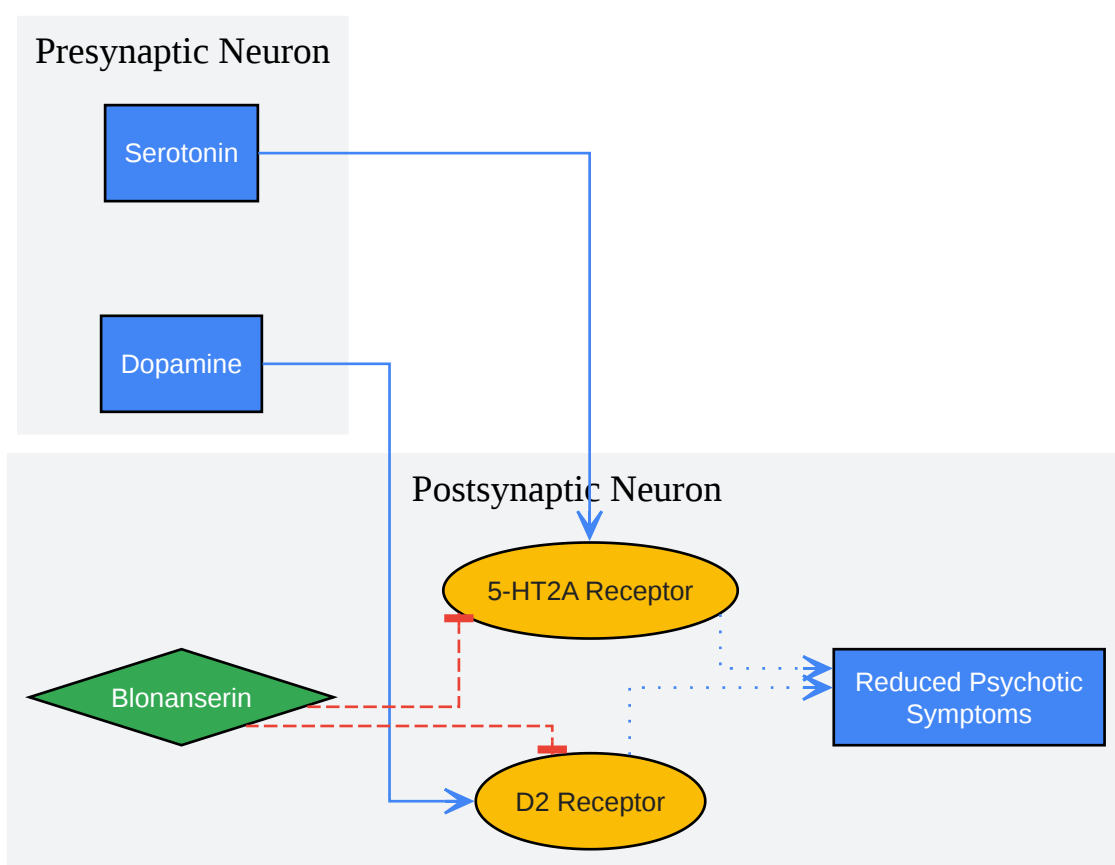 Presynaptic Neuron
Serotonin
Dopamine
Postsynaptic Neuron
5-HT2A Receptor
Blonanserin
Reduced Psychotic
Symptoms
D2 Receptor